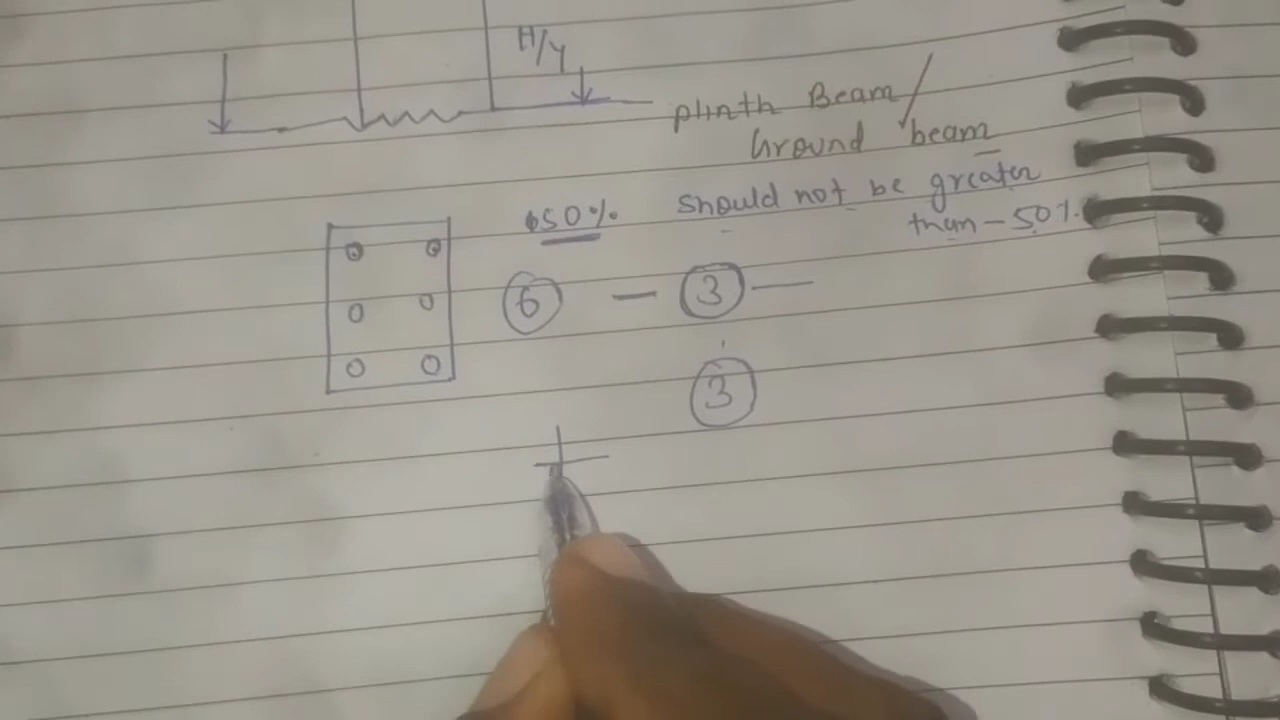 H/4
plinth Beam/
Ground beam
50% should not be greater
than - 50%.
6 - 3 -
3